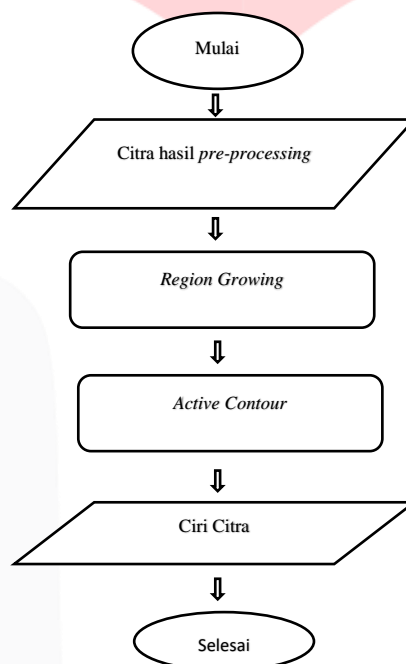 Mulai
Citra hasil pre-processing
Region Growing
Active Contour
Ciri Citra
Selesai